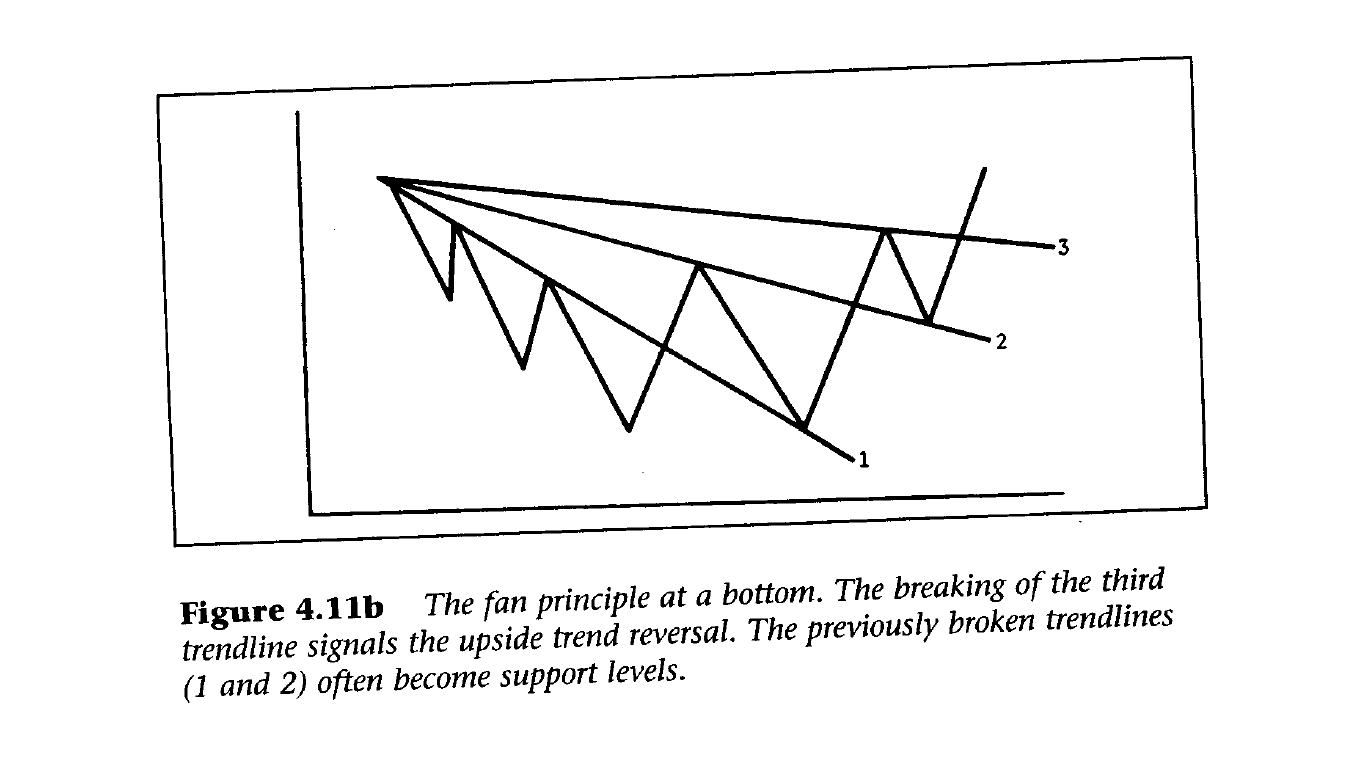 3
2
1
Figure 4.11b The fan principle at a bottom. The breaking of the third
trendline signals the upside trend reversal. The previously broken trendlines
(1 and 2) often become support levels.